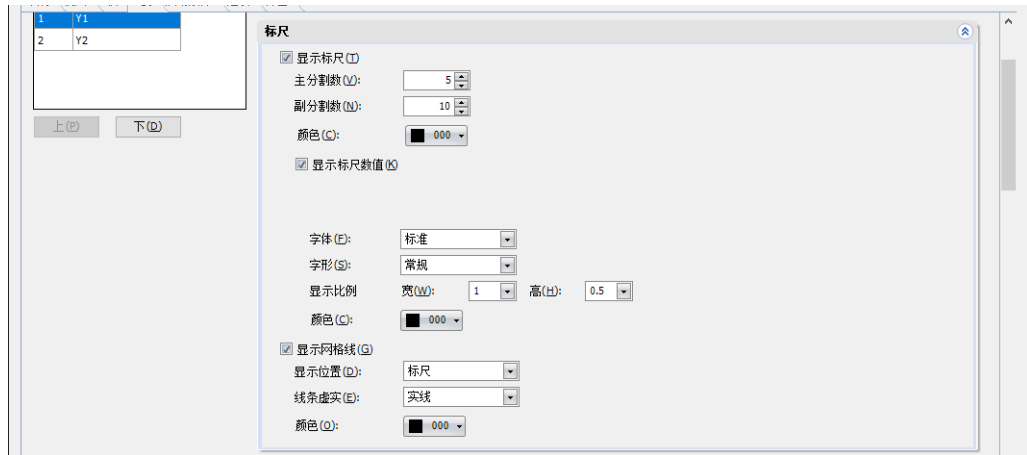 1 Y1
2 Y2
上(P) 下(D)
标尺
显示标尺(T)
主分割数(V): 5
副分割数(N): 10
颜色(C): 000
显示标尺数值(K)
字体(F): 标准
字形(S): 常规
显示比例 宽(W): 1 高(H): 0.5
颜色(C): 000
显示网格线(G)
显示位置(D): 标尺
线条虚实(E): 实线
颜色(O): 000